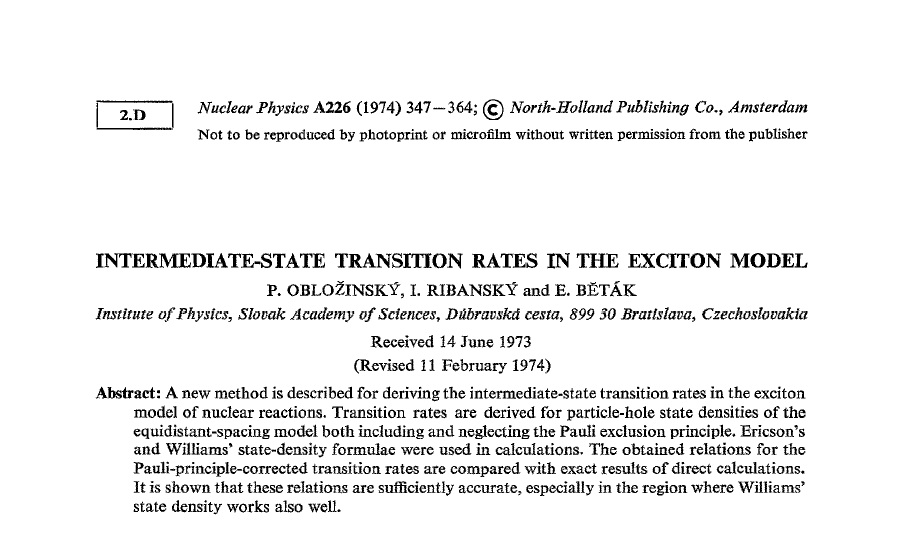 2.D
Nuclear Physics A226 (1974) 347—364; © North-Holland Publishing Co., Amsterdam
Not to be reproduced by photoprint or microfilm without written permission from the publisher
INTERMEDIATE-STATE TRANSITION RATES IN THE EXCITON MODEL
P. OBLOŽINSKÝ, I. RIBANSKÝ and E. BĚTÁK
Institute of Physics, Slovak Academy of Sciences, Dúbravská cesta, 899 30 Bratislava, Czechoslovakia
Received 14 June 1973
(Revised 11 February 1974)
Abstract: A new method is described for deriving the intermediate-state transition rates in the exciton
model of nuclear reactions. Transition rates are derived for particle-hole state densities of the
equidistant-spacing model both including and neglecting the Pauli exclusion principle. Ericson's
and Williams' state-density formulae were used in calculations. The obtained relations for the
Pauli-principle-corrected transition rates are compared with exact results of direct calculations.
It is shown that these relations are sufficiently accurate, especially in the region where Williams'
state density works also well.